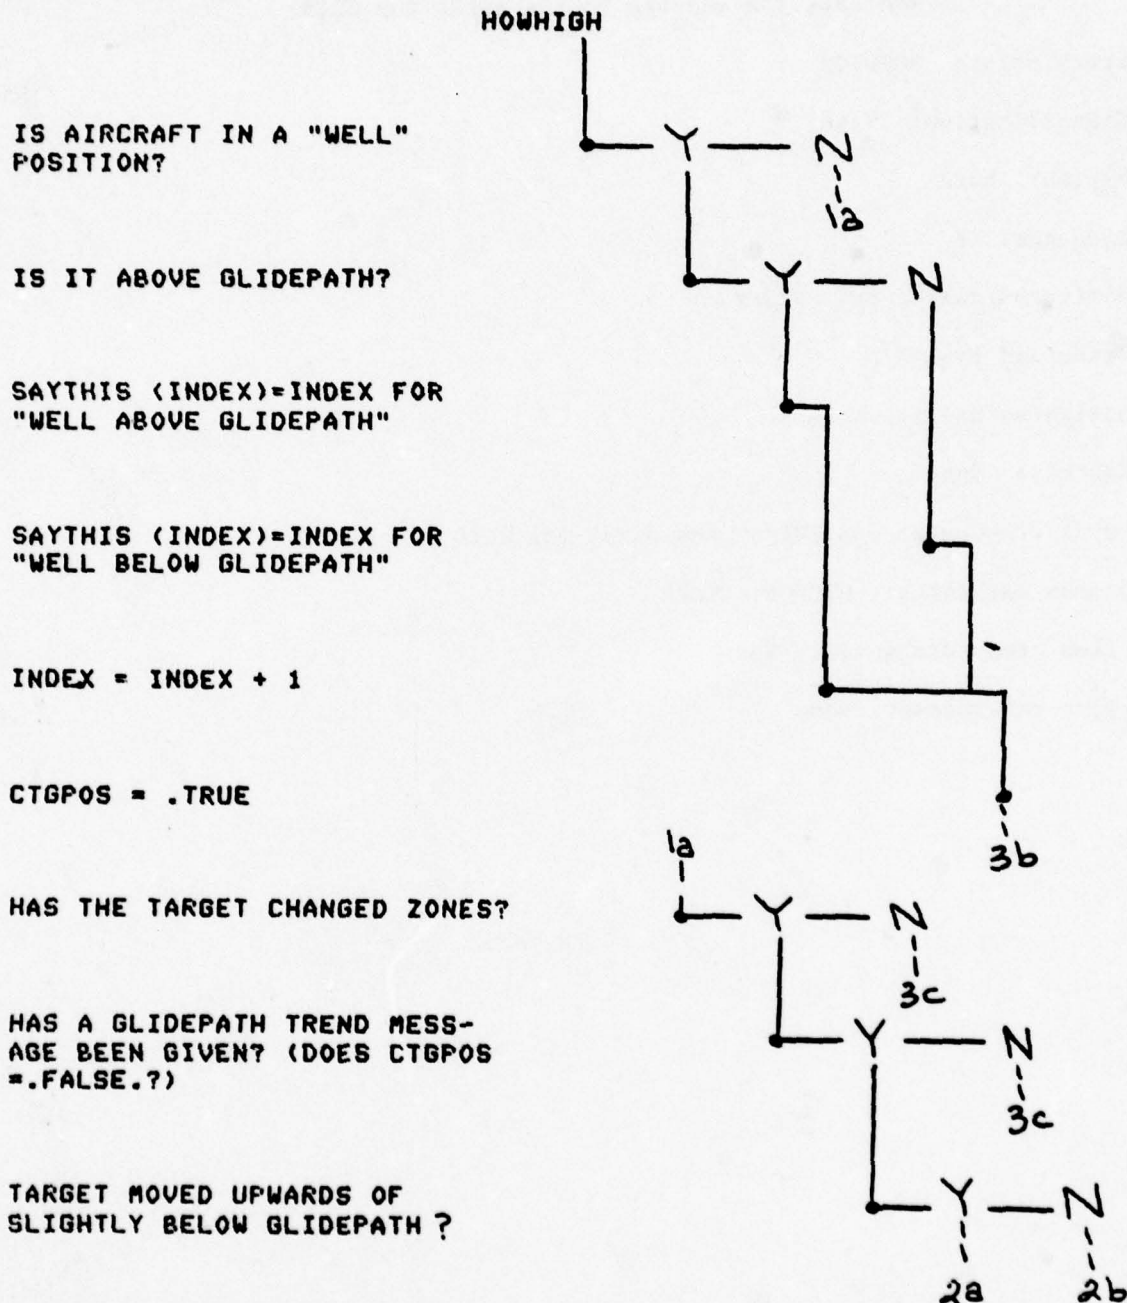 HOWHIGH
IS AIRCRAFT IN A "WELL"
POSITION?
Y N
1a
IS IT ABOVE GLIDEPATH?
Y N
SAYTHIS (INDEX)=INDEX FOR
"WELL ABOVE GLIDEPATH"
SAYTHIS (INDEX)=INDEX FOR
"WELL BELOW GLIDEPATH"
INDEX = INDEX + 1
CTGPOS = .TRUE
3b
1a
HAS THE TARGET CHANGED ZONES?
Y N
3c
HAS A GLIDEPATH TREND MESS-
AGE BEEN GIVEN? (DOES CTGPOS
=.FALSE.?)
Y N
3c
TARGET MOVED UPWARDS OF
SLIGHTLY BELOW GLIDEPATH ?
Y N
2a 2b